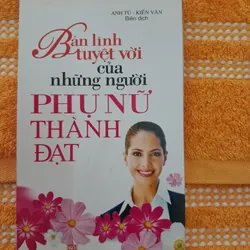 ANH TÚ - KIẾN VĂN
Biên dịch
Bản lĩnh
tuyệt vời
của
những người
PHỤ NỮ
THÀNH
ĐẠT